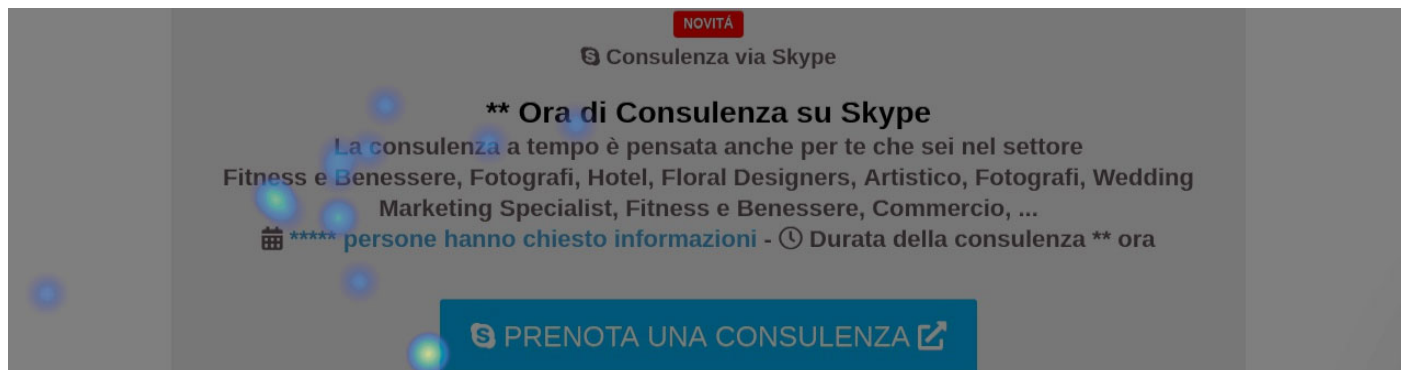 NOVITÁ
Consulenza via Skype
** Ora di Consulenza su Skype
La consulenza a tempo è pensata anche per te che sei nel settore
Fitness e Benessere, Fotografi, Hotel, Floral Designers, Artistico, Fotografi, Wedding
Marketing Specialist, Fitness e Benessere, Commercio, ...
***** persone hanno chiesto informazioni - Durata della consulenza ** ora
PRENOTA UNA CONSULENZA